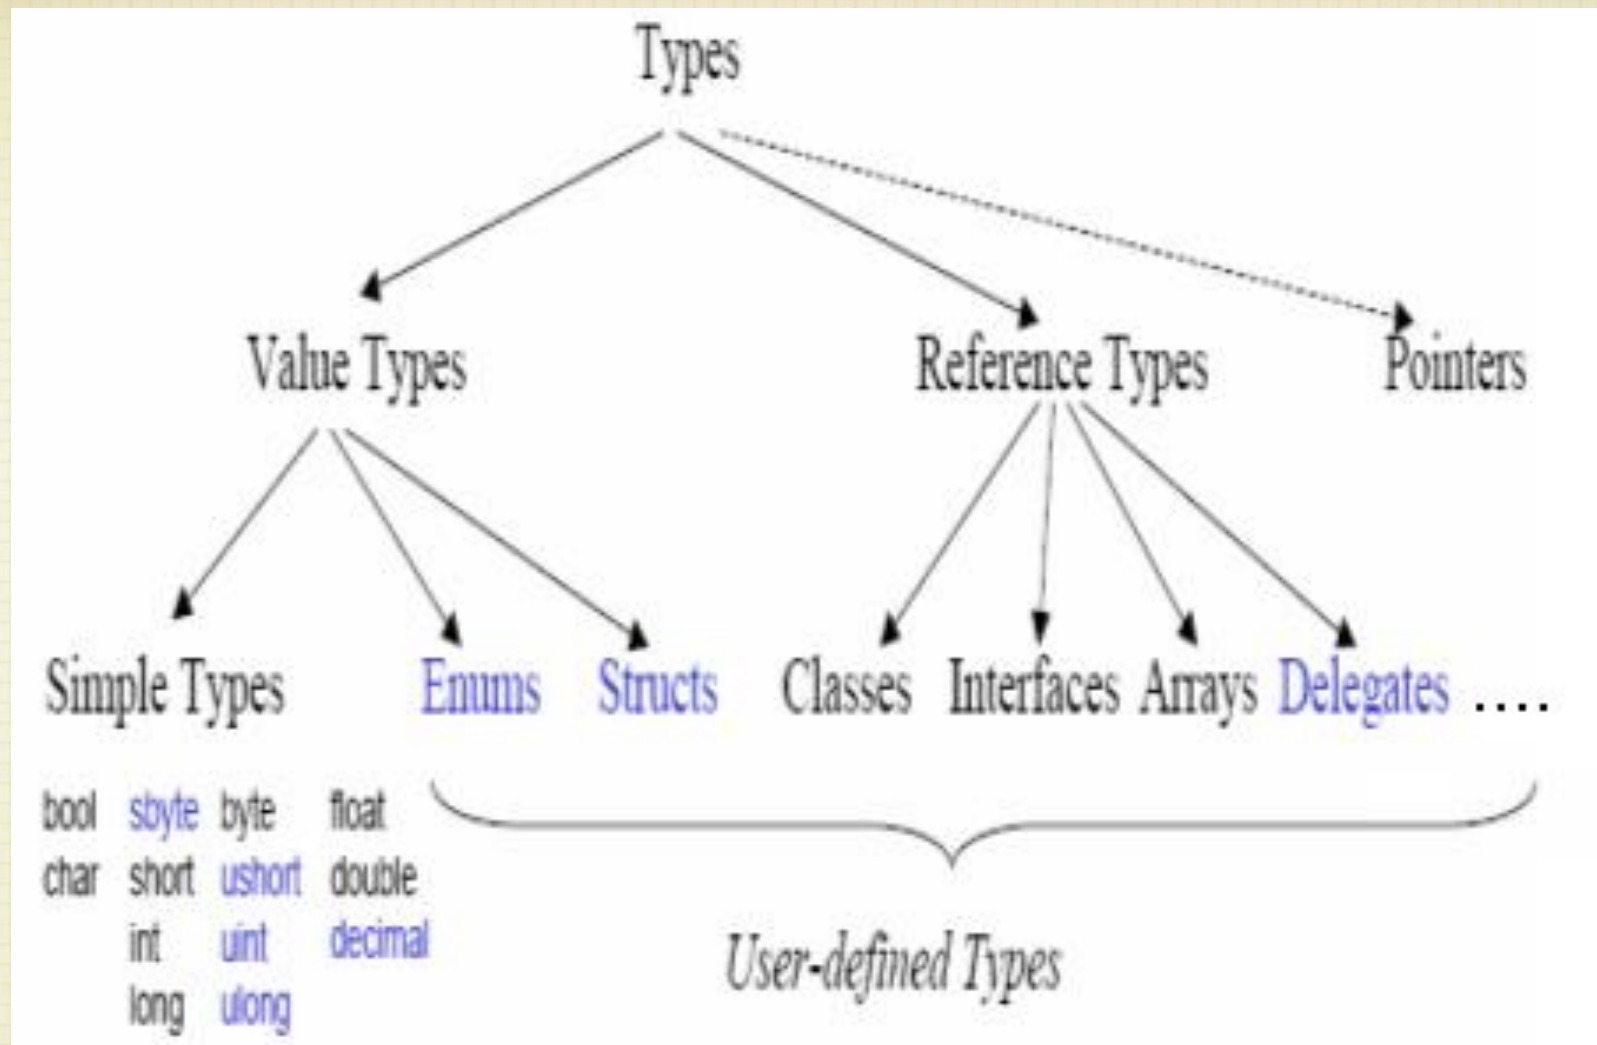 Types
Value Types Reference Types Pointers
Simple Types Enums Structs Classes Interfaces Arrays Delegates ....
bool sbyte byte float
char short ushort double
int uint decimal
long ulong
User-defined Types